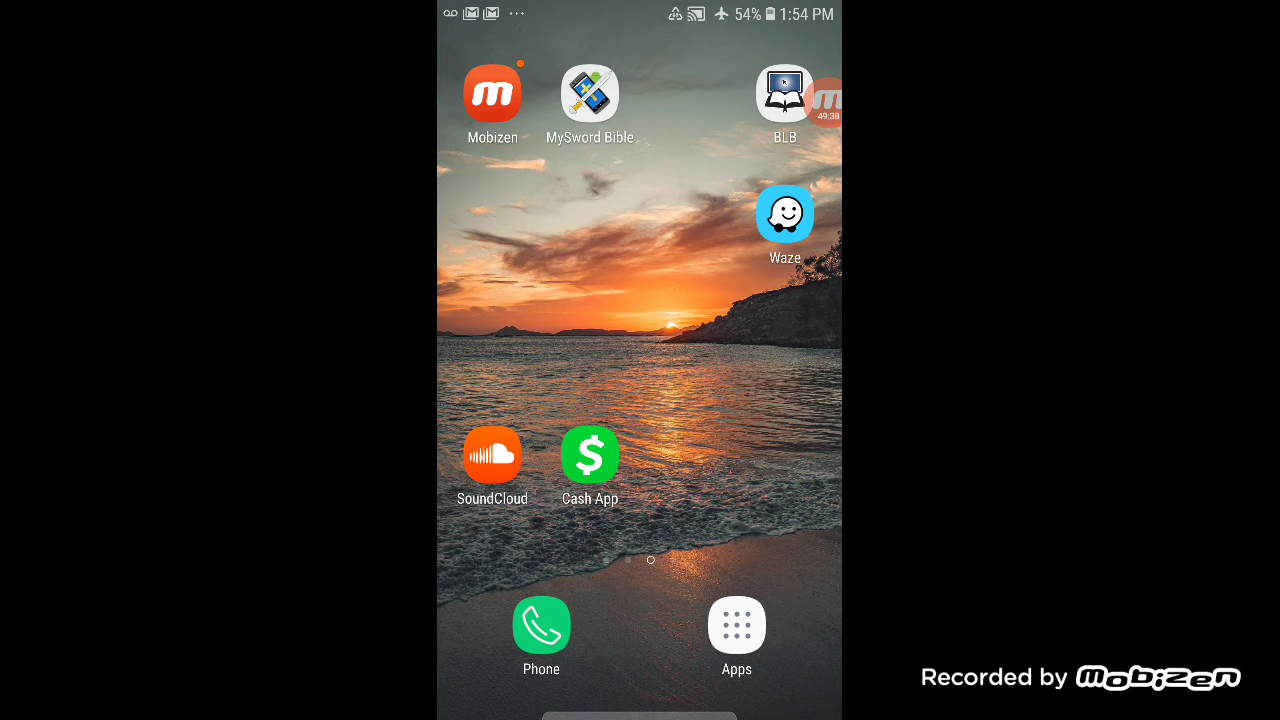 54% 1:54 PM
Mobizen
MySword Bible
BLB
49:38
Waze
SoundCloud
Cash App
Phone
Apps
Recorded by mobizen